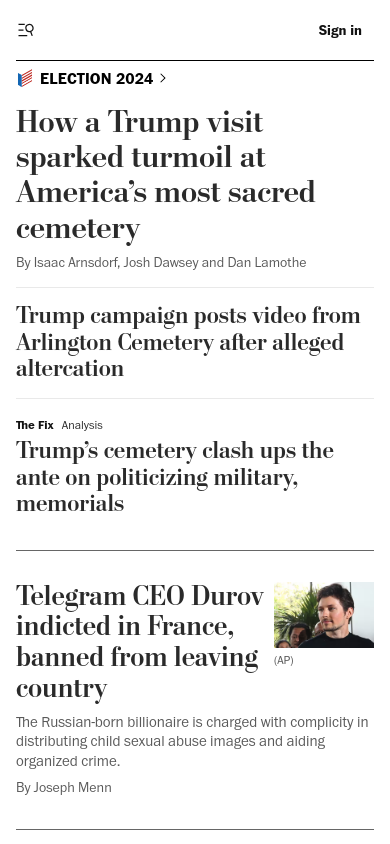 Sign in
ELECTION 2024
How a Trump visit
sparked turmoil at
America’s most sacred
cemetery
By Isaac Arnsdorf, Josh Dawsey and Dan Lamothe
Trump campaign posts video from
Arlington Cemetery after alleged
altercation
The Fix Analysis
Trump’s cemetery clash ups the
ante on politicizing military,
memorials
Telegram CEO Durov
indicted in France,
banned from leaving
country
(AP)
The Russian-born billionaire is charged with complicity in
distributing child sexual abuse images and aiding
organized crime.
By Joseph Menn